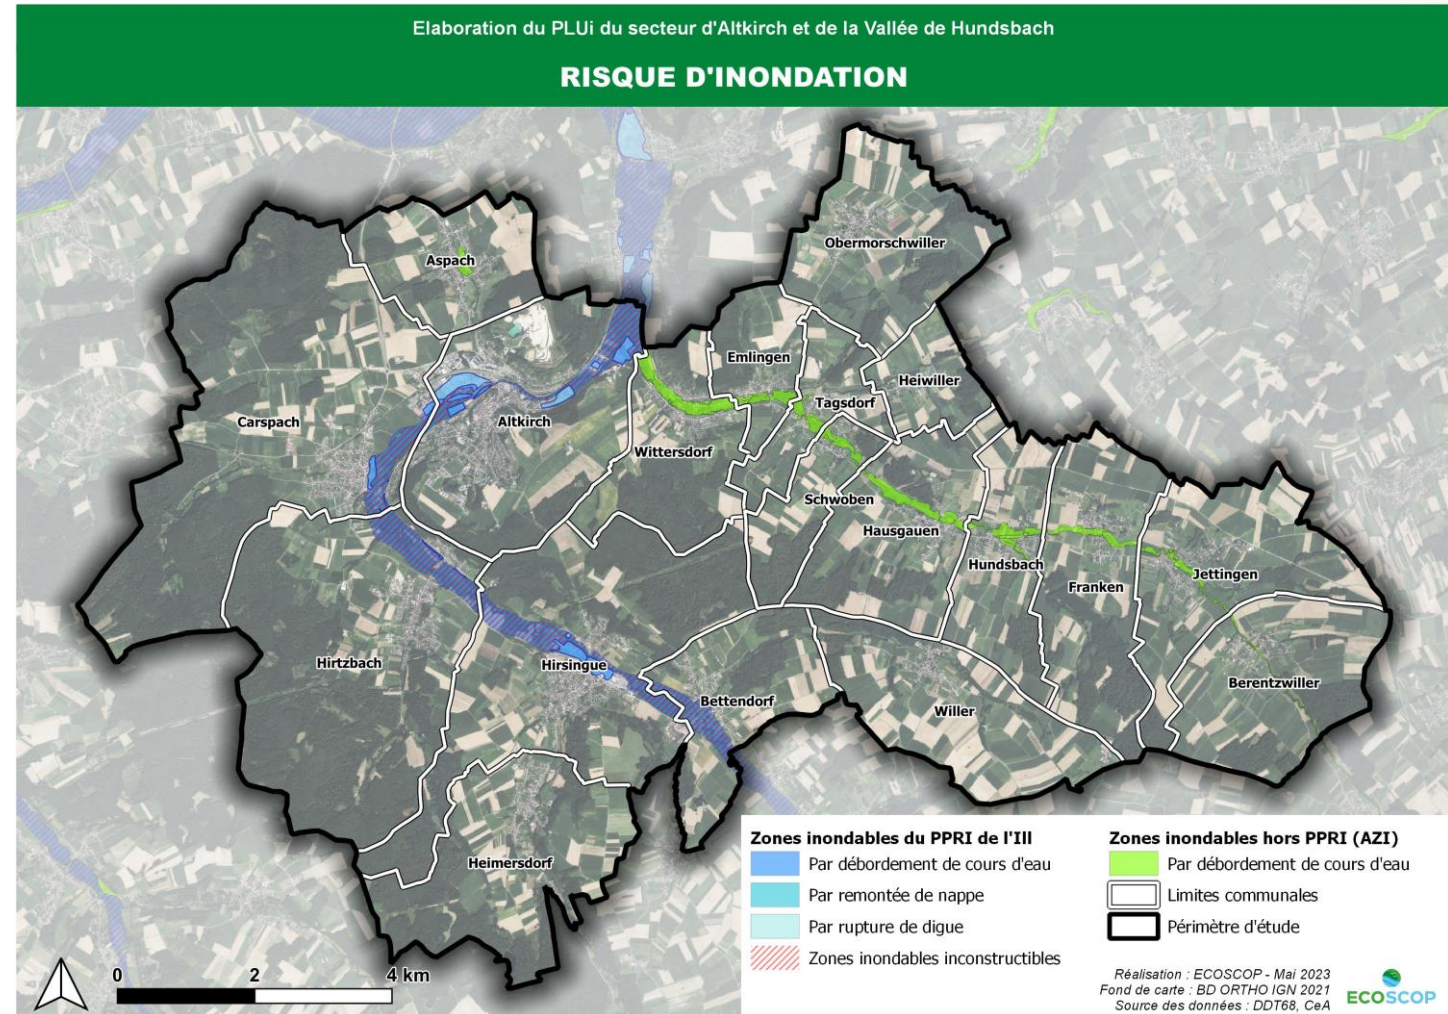 Elaboration du PLUi du secteur d'Altkirch et de la Vallée de Hundsbach
RISQUE D'INONDATION
Obermorschwiller
Aspach
Emlingen
Heiwiller
Tagsdorf
Carspach
Altkirch
Wittersdorf
Schwoben
Hausgauen
Hundsbach
Jettingen
Franken
Hirtzbach
Hirsingue
Berentzwiller
Bettendorf
Willer
Heimersdorf
Zones inondables du PPRI de l'Ill
Par débordement de cours d'eau
Par remontée de nappe
Par rupture de digue
Zones inondables inconstructibles
Zones inondables hors PPRI (AZI)
Par débordement de cours d'eau
Limites communales
Périmètre d'étude
0 2 4 km
Réalisation : ECOSCOP - Mai 2023
Fond de carte : BD ORTHO IGN 2021
Source des données : DDT68, CeA
ECOSCOP